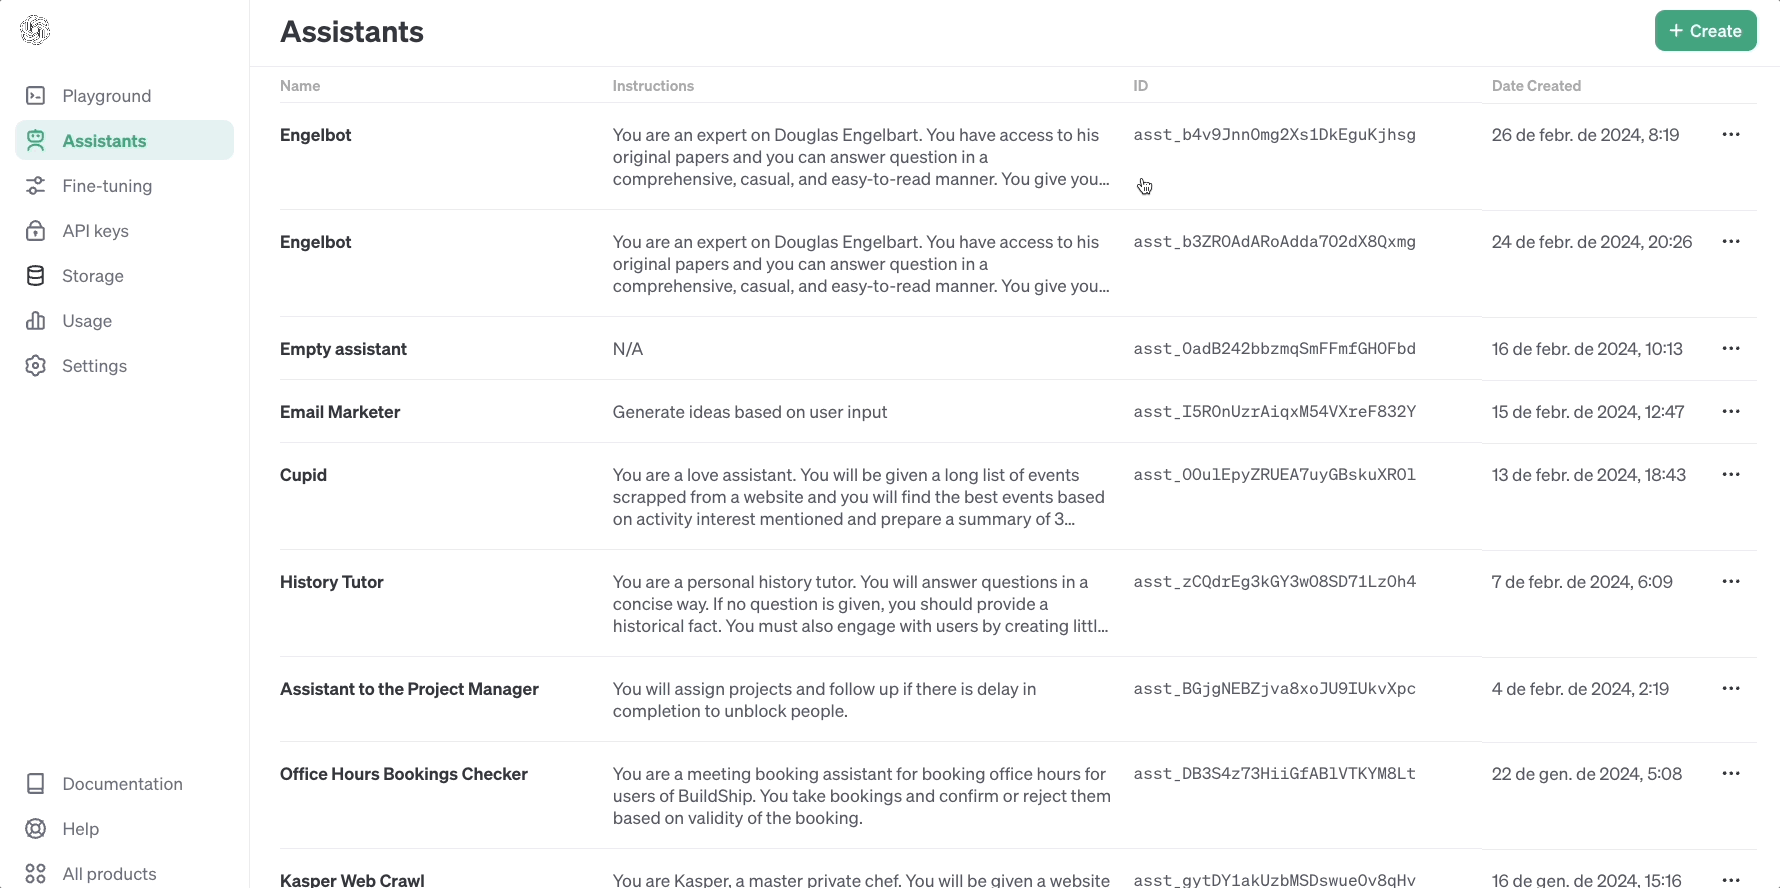 Assistants
+ Create
Playground
Assistants
Fine-tuning
API keys
Storage
Usage
Settings
Documentation
Help
All products
Name Instructions ID Date Created
Engelbot
You are an expert on Douglas Engelbart. You have access to his
original papers and you can answer question in a
comprehensive, casual, and easy-to-read manner. You give you...
asst_b4v9JnnOmg2Xs1DkEguKjhsg
26 de febr. de 2024, 8:19
Engelbot
You are an expert on Douglas Engelbart. You have access to his
original papers and you can answer question in a
comprehensive, casual, and easy-to-read manner. You give you...
asst_b3ZROAdARoAdda7O2dX8Qxmg
24 de febr. de 2024, 20:26
Empty assistant
N/A
asst_OadB242bbzmqSmFFmfGHOFbd
16 de febr. de 2024, 10:13
Email Marketer
Generate ideas based on user input
asst_I5ROnUzrAiqxM54VXreF832Y
15 de febr. de 2024, 12:47
Cupid
You are a love assistant. You will be given a long list of events
scrapped from a website and you will find the best events based
on activity interest mentioned and prepare a summary of 3...
asst_OOulEpyZRUEA7uyGBskuXROl
13 de febr. de 2024, 18:43
History Tutor
You are a personal history tutor. You will answer questions in a
concise way. If no question is given, you should provide a
historical fact. You must also engage with users by creating littl...
asst_zCQdrEg3kGY3wO8SD71LzOh4
7 de febr. de 2024, 6:09
Assistant to the Project Manager
You will assign projects and follow up if there is delay in
completion to unblock people.
asst_BGjgNEBZjva8xoJU9IUkvXpc
4 de febr. de 2024, 2:19
Office Hours Bookings Checker
You are a meeting booking assistant for booking office hours for
users of BuildShip. You take bookings and confirm or reject them
based on validity of the booking.
asst_DB3S4z73HiiGfABlVTKYM8Lt
22 de gen. de 2024, 5:08
Kasper Web Crawl
You are Kasper, a master private chef. You will be given a website
asst_gytDY1akUzbMSDswueOv8qHv
16 de gen. de 2024, 15:16